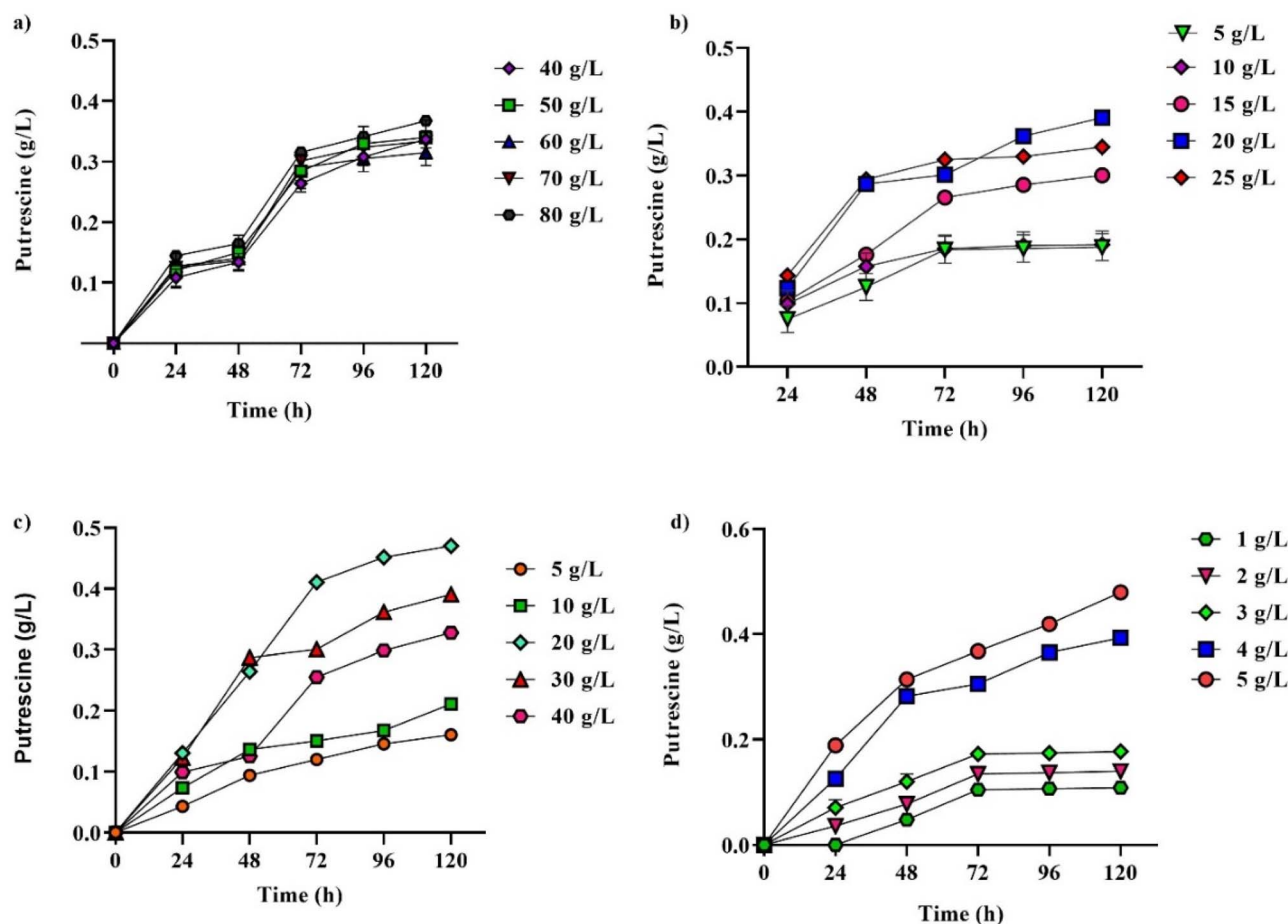 a)
0.5
0.4
0.3
0.2
0.1
Putrescine (g/L)
0 24 48 72 96 120
Time (h)
40 g/L
50 g/L
60 g/L
70 g/L
80 g/L
b)
0.5
0.4
0.3
0.2
0.1
0.0
Putrescine (g/L)
24 48 72 96 120
Time (h)
5 g/L
10 g/L
15 g/L
20 g/L
25 g/L
c)
0.5
0.4
0.3
0.2
0.1
0.0
Putrescine (g/L)
0 24 48 72 96 120
Time (h)
5 g/L
10 g/L
20 g/L
30 g/L
40 g/L
d)
0.6
0.4
0.2
0.0
Putrescine (g/L)
0 24 48 72 96 120
Time (h)
1 g/L
2 g/L
3 g/L
4 g/L
5 g/L